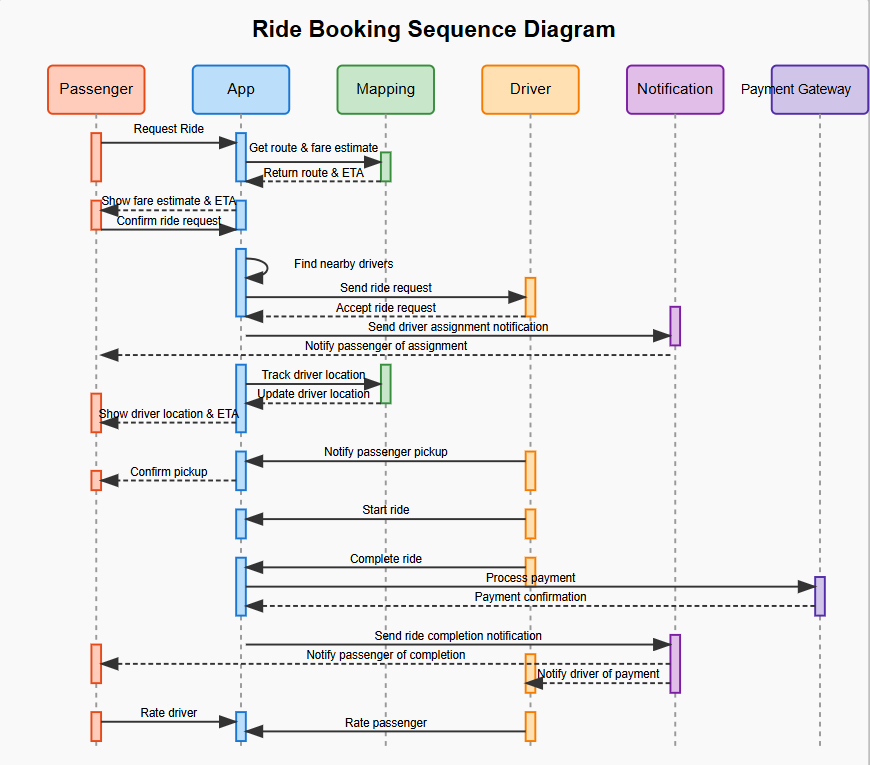 Ride Booking Sequence Diagram
Passenger
App
Mapping
Driver
Notification
Payment Gateway
Request Ride
Get route & fare estimate
Return route & ETA
Show fare estimate & ETA
Confirm ride request
Find nearby drivers
Send ride request
Accept ride request
Send driver assignment notification
Notify passenger of assignment
Track driver location
Update driver location
Show driver location & ETA
Notify passenger pickup
Confirm pickup
Start ride
Complete ride
Process payment
Payment confirmation
Send ride completion notification
Notify passenger of completion
Notify driver of payment
Rate driver
Rate passenger